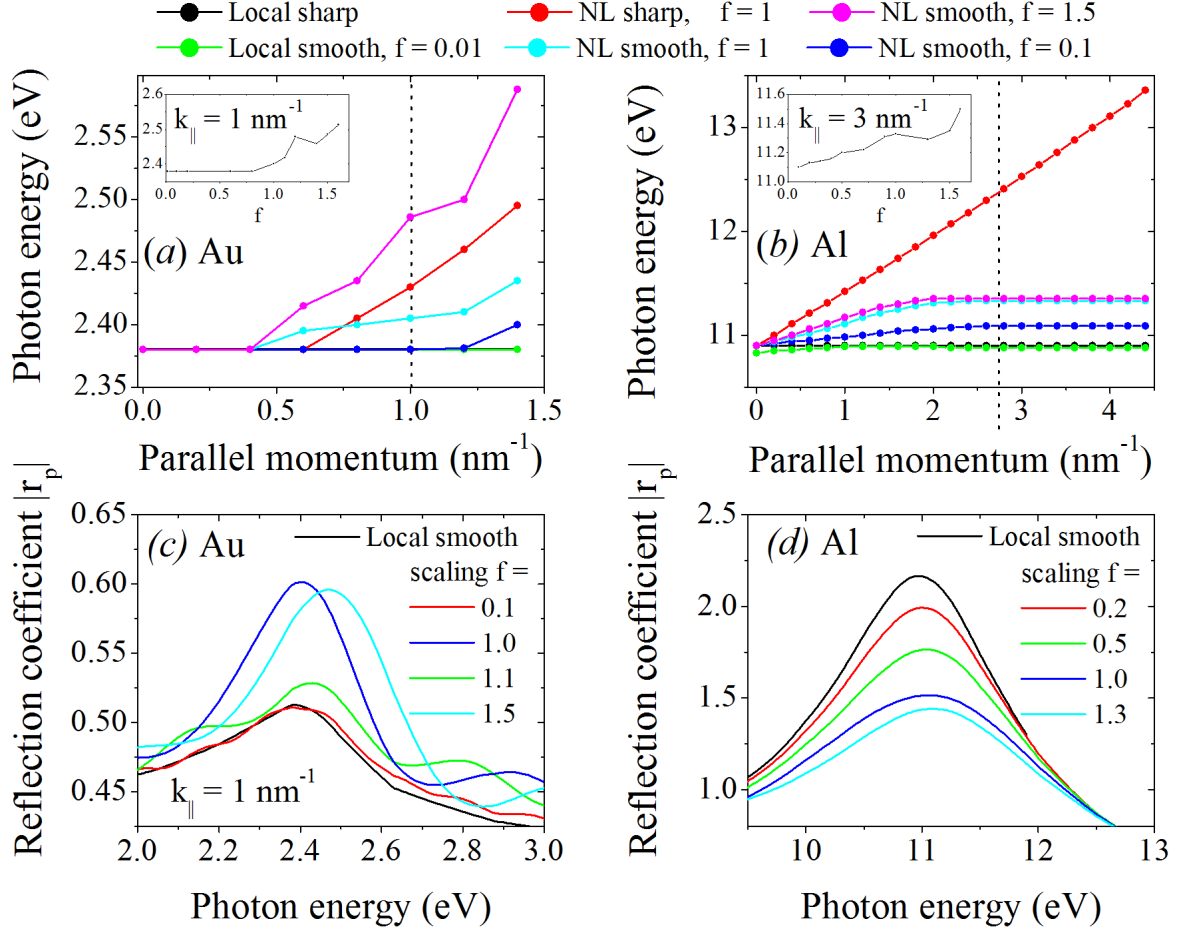 Local sharp NL sharp, f = 1 NL smooth, f = 1.5
Local smooth, f = 0.01 NL smooth, f = 1 NL smooth, f = 0.1
Photon energy (eV)
2.55
2.50
2.45
2.40
2.35
2.6
2.5
2.4
k|| = 1 nm-1
0.0 0.5 1.0 1.5
f
(a) Au
0.0 0.5 1.0 1.5
Parallel momentum (nm-1)
Photon energy (eV)
13
12
11
11.6
11.4
11.2
11.0
k|| = 3 nm-1
0.0 0.5 1.0 1.5
f
(b) Al
0 1 2 3 4
Parallel momentum (nm-1)
Reflection coefficient |rp|
0.65
0.60
0.55
0.50
0.45
(c) Au
Local smooth
scaling f =
0.1
1.0
1.1
1.5
k|| = 1 nm-1
2.0 2.2 2.4 2.6 2.8 3.0
Photon energy (eV)
Reflection coefficient |rp|
2.5
2.0
1.5
1.0
(d) Al
Local smooth
scaling f =
0.2
0.5
1.0
1.3
10 11 12 13
Photon energy (eV)